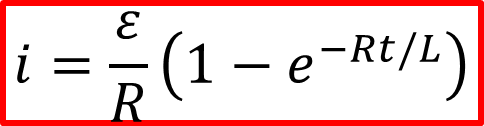 i = ε/R (1 − e^{−Rt/L})